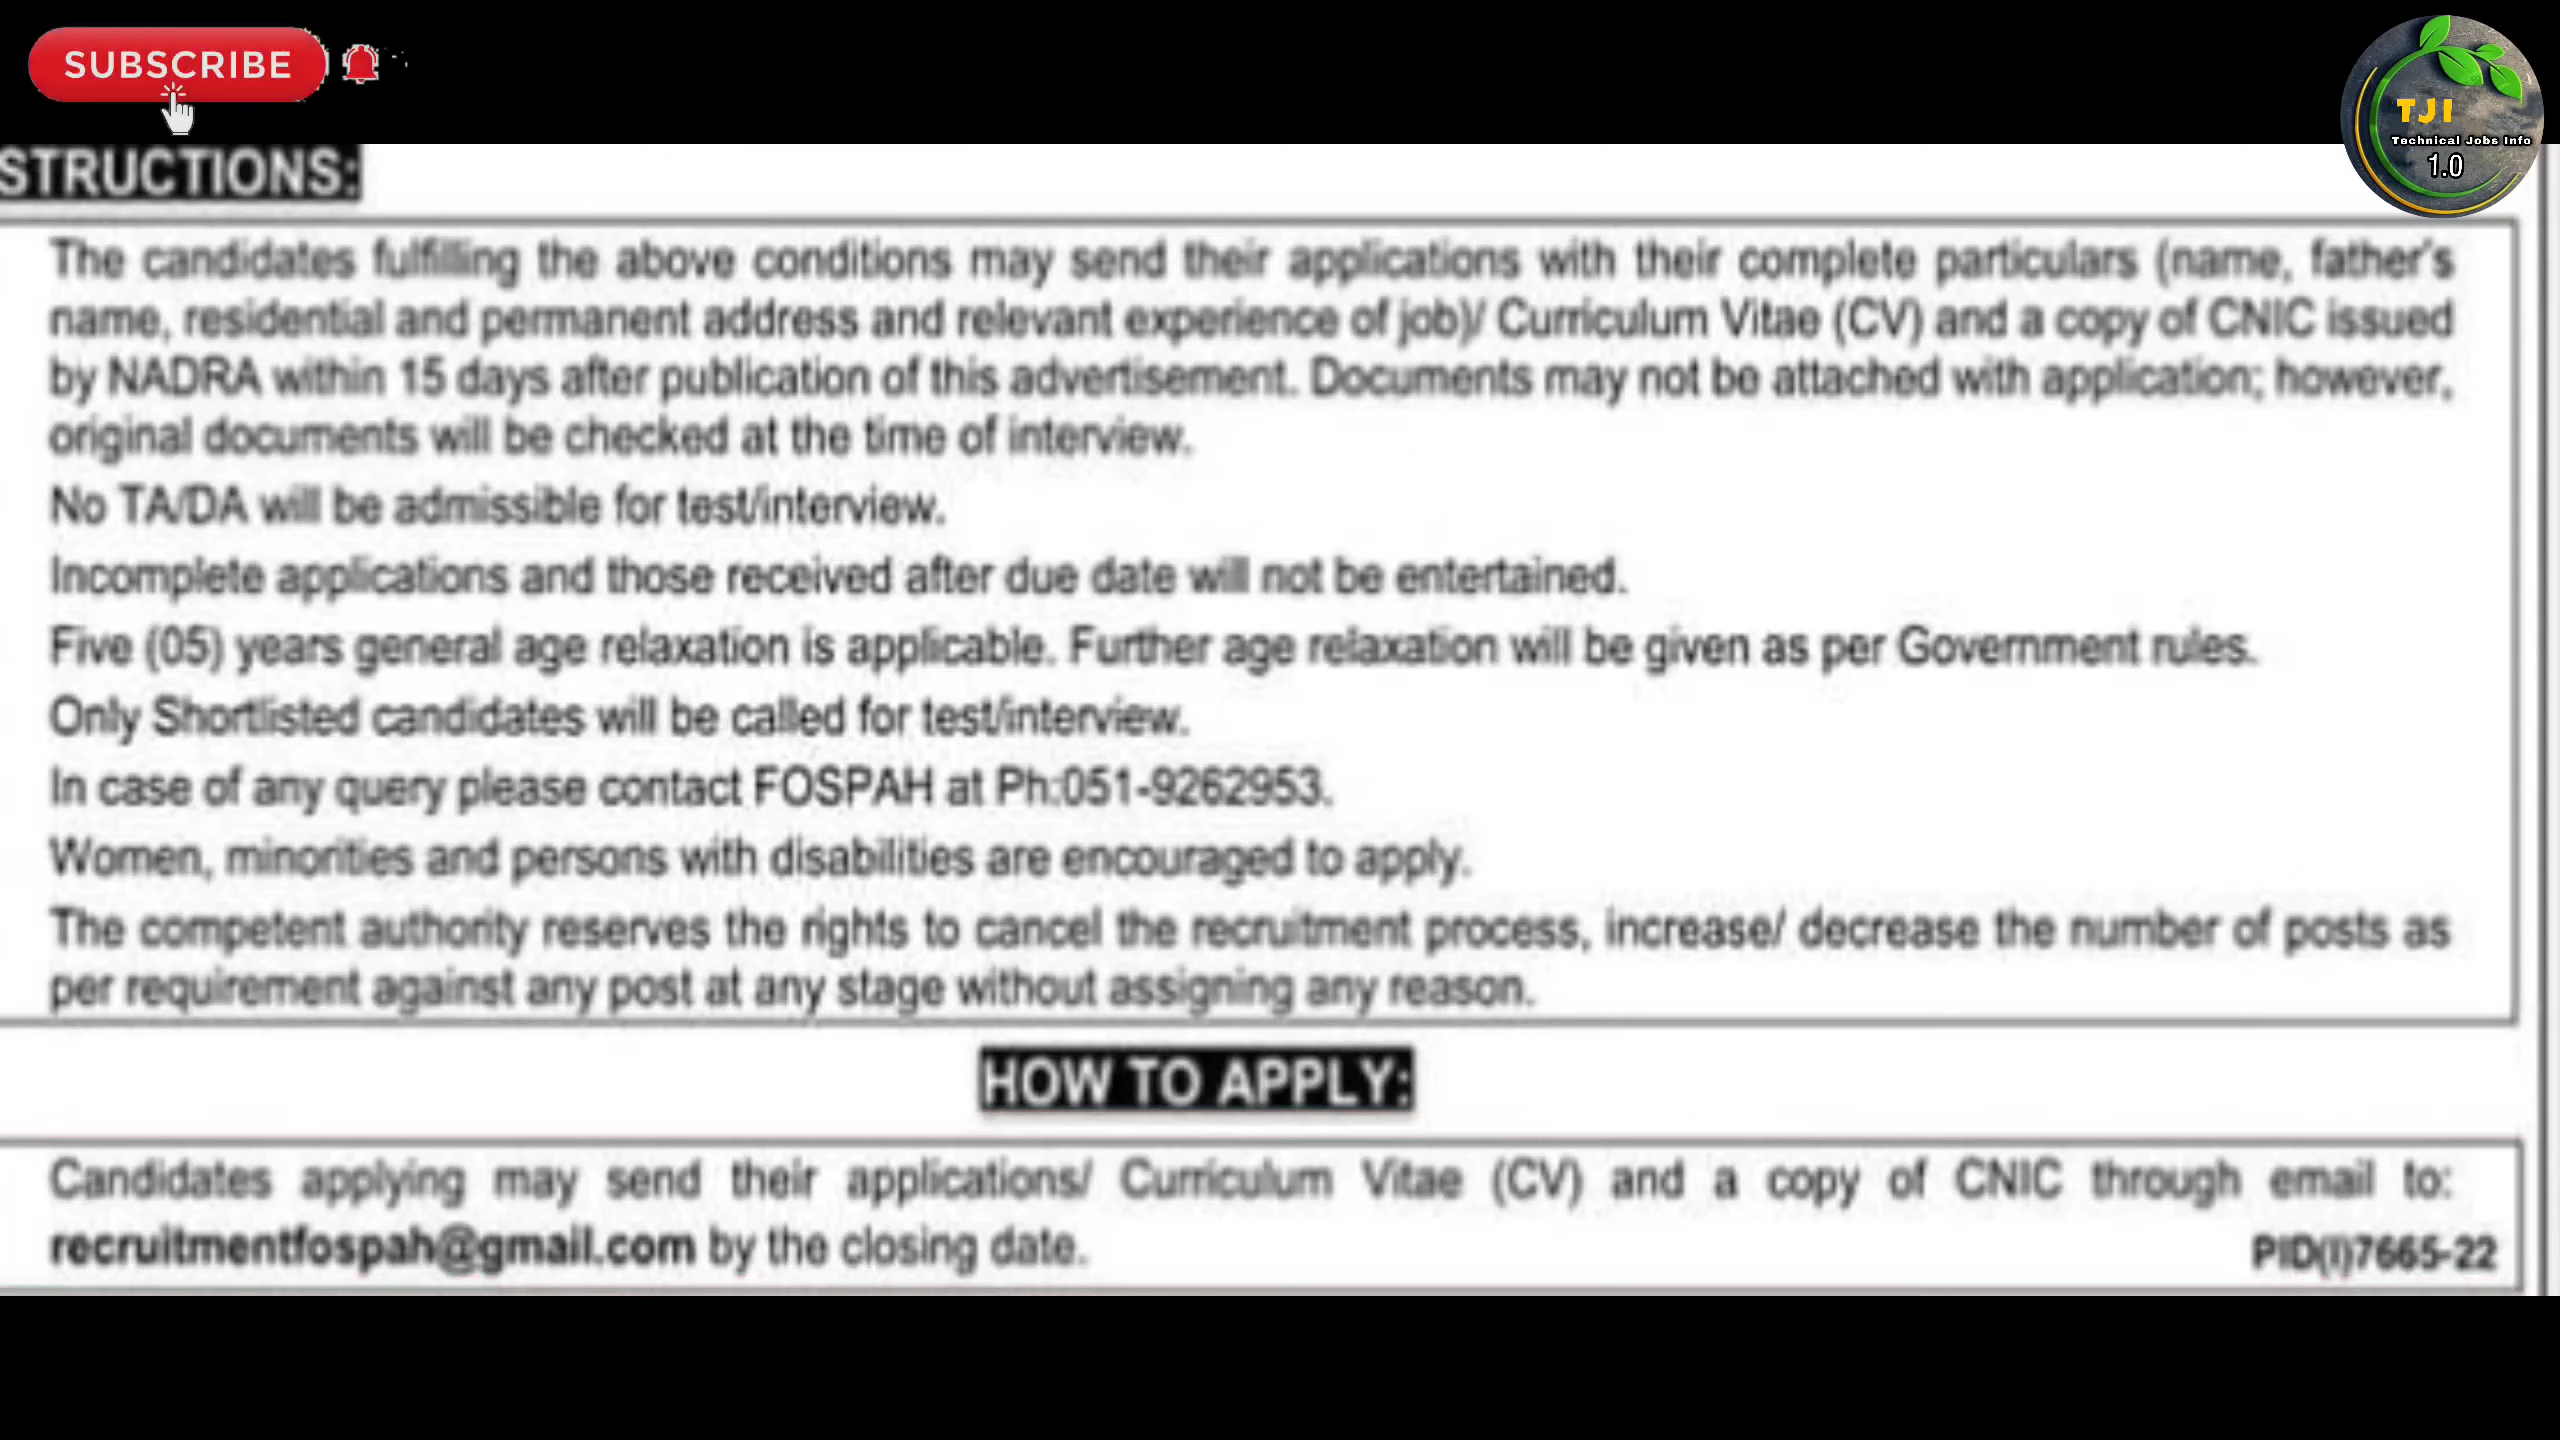 SUBSCRIBE
TJI
Technical Jobs Info
1.0
STRUCTIONS:
The candidates fulfilling the above conditions may send their applications with their complete particulars (name, father's
name, residential and permanent address and relevant experience of job)/ Curriculum Vitae (CV) and a copy of CNIC issued
by NADRA within 15 days after publication of this advertisement. Documents may not be attached with application; however,
original documents will be checked at the time of interview.
No TA/DA will be admissible for test/interview.
Incomplete applications and those received after due date will not be entertained.
Five (05) years general age relaxation is applicable. Further age relaxation will be given as per Government rules.
Only Shortlisted candidates will be called for test/interview.
In case of any query please contact FOSPAH at Ph:051-9262953.
Women, minorities and persons with disabilities are encouraged to apply.
The competent authority reserves the rights to cancel the recruitment process, increase/ decrease the number of posts as
per requirement against any post at any stage without assigning any reason.
HOW TO APPLY:
Candidates applying may send their applications/ Curriculum Vitae (CV) and a copy of CNIC through email to:
recruitmentfospah@gmail.com by the closing date.
PID(I)7665-22